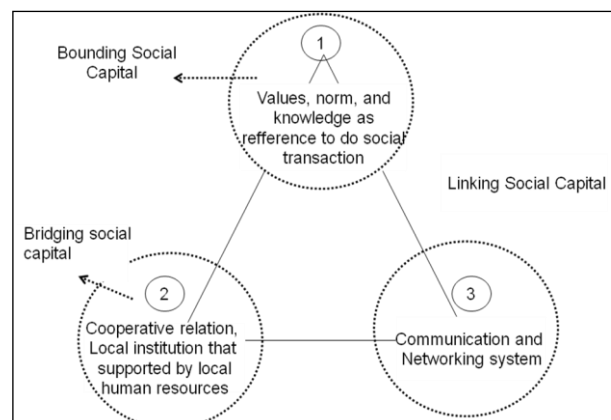 1
Bounding Social
Capital
Values, norm, and
knowledge as
refference to do social
transaction
Linking Social Capital
Bridging social
capital
2
Cooperative relation,
Local institution that
supported by local
human resources
3
Communication and
Networking system